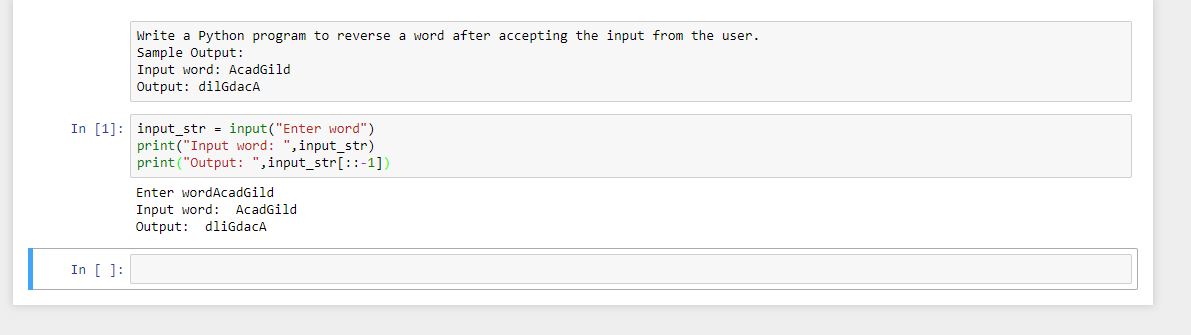 Write a Python program to reverse a word after accepting the input from the user.
Sample Output:
Input word: AcadGild
Output: dilGdacA
In [1]: input_str = input("Enter word")
print("Input word: ",input_str)
print("Output: ",input_str[::-1])
Enter wordAcadGild
Input word:  AcadGild
Output:  dliGdacA
In [ ]: